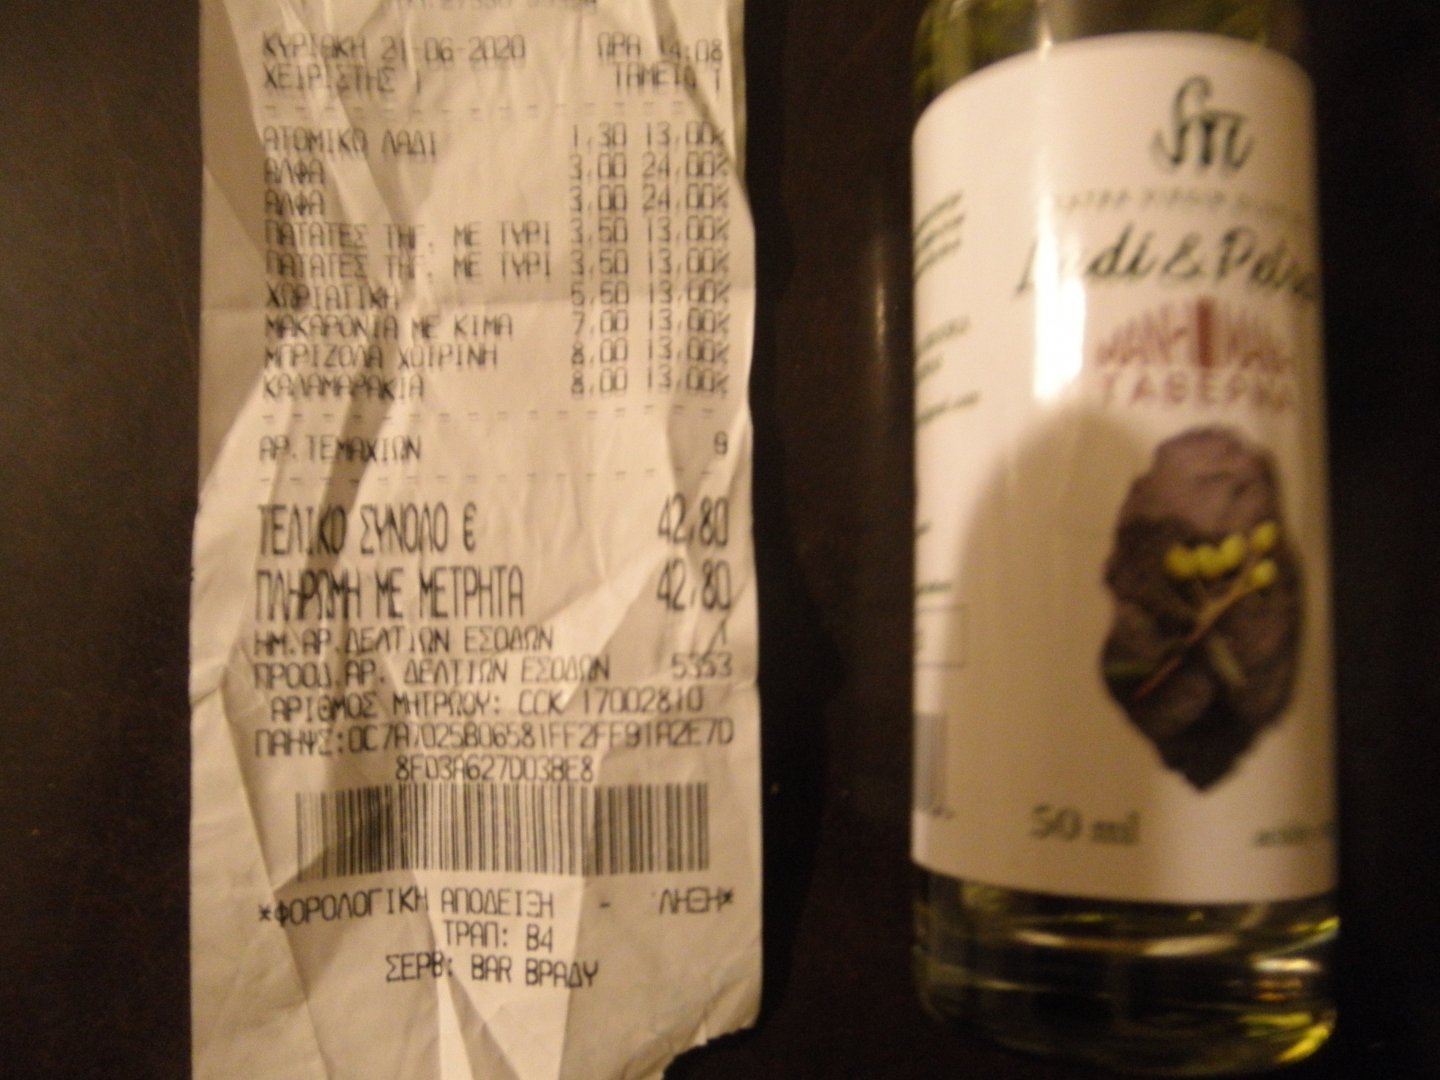 ΚΥΡΙΑΚΗ 21-06-2020 ΩΡΑ 14:08
ΧΕΙΡΙΣΤΗΣ 1 ΤΑΜΕΙΟ 1
ΑΤΟΜΙΚΟ ΛΑΔΙ 1,30 13,00%
ΑΛΦΑ 3,00 24,00%
ΑΛΦΑ 3,00 24,00%
ΠΑΤΑΤΕΣ ΤΗΓ. ΜΕ ΤΥΡΙ 3,50 13,00%
ΠΑΤΑΤΕΣ ΤΗΓ. ΜΕ ΤΥΡΙ 3,50 13,00%
ΧΩΡΙΑΤΙΚΗ 5,50 13,00%
ΜΑΚΑΡΟΝΙΑ ΜΕ ΚΙΜΑ 7,00 13,00%
ΜΠΡΙΖΟΛΑ ΧΟΙΡΙΝΗ 8,00 13,00%
ΚΑΛΑΜΑΡΑΚΙΑ 8,00 13,00%
ΑΡ.ΤΕΜΑΧΙΩΝ 9
ΤΕΛΙΚΟ ΣΥΝΟΛΟ € 42,80
ΠΛΗΡΩΜΗ ΜΕ ΜΕΤΡΗΤΑ 42,80
ΗΜ.ΑΡ.ΔΕΛΤΙΩΝ ΕΣΟΔΩΝ
ΠΡΟΟΔ.ΑΡ. ΔΕΛΤΙΩΝ ΕΣΟΔΩΝ 5353
ΑΡΙΘΜΟΣ ΜΗΤΡΩΟΥ: CCK 17002810
ΠΑΗΨΣ:0C7A7025B06581FF2FF91A2E7D
8F03A627D03BE8
*ΦΟΡΟΛΟΓΙΚΗ ΑΠΟΔΕΙΞΗ - ΛΗΞΗ*
ΤΡΑΠ: B4
ΣΕΡΒ: BAR ΒΡΑΔΥ
Ladi &
ΤΑΒΕΡΝΑ
50 ml